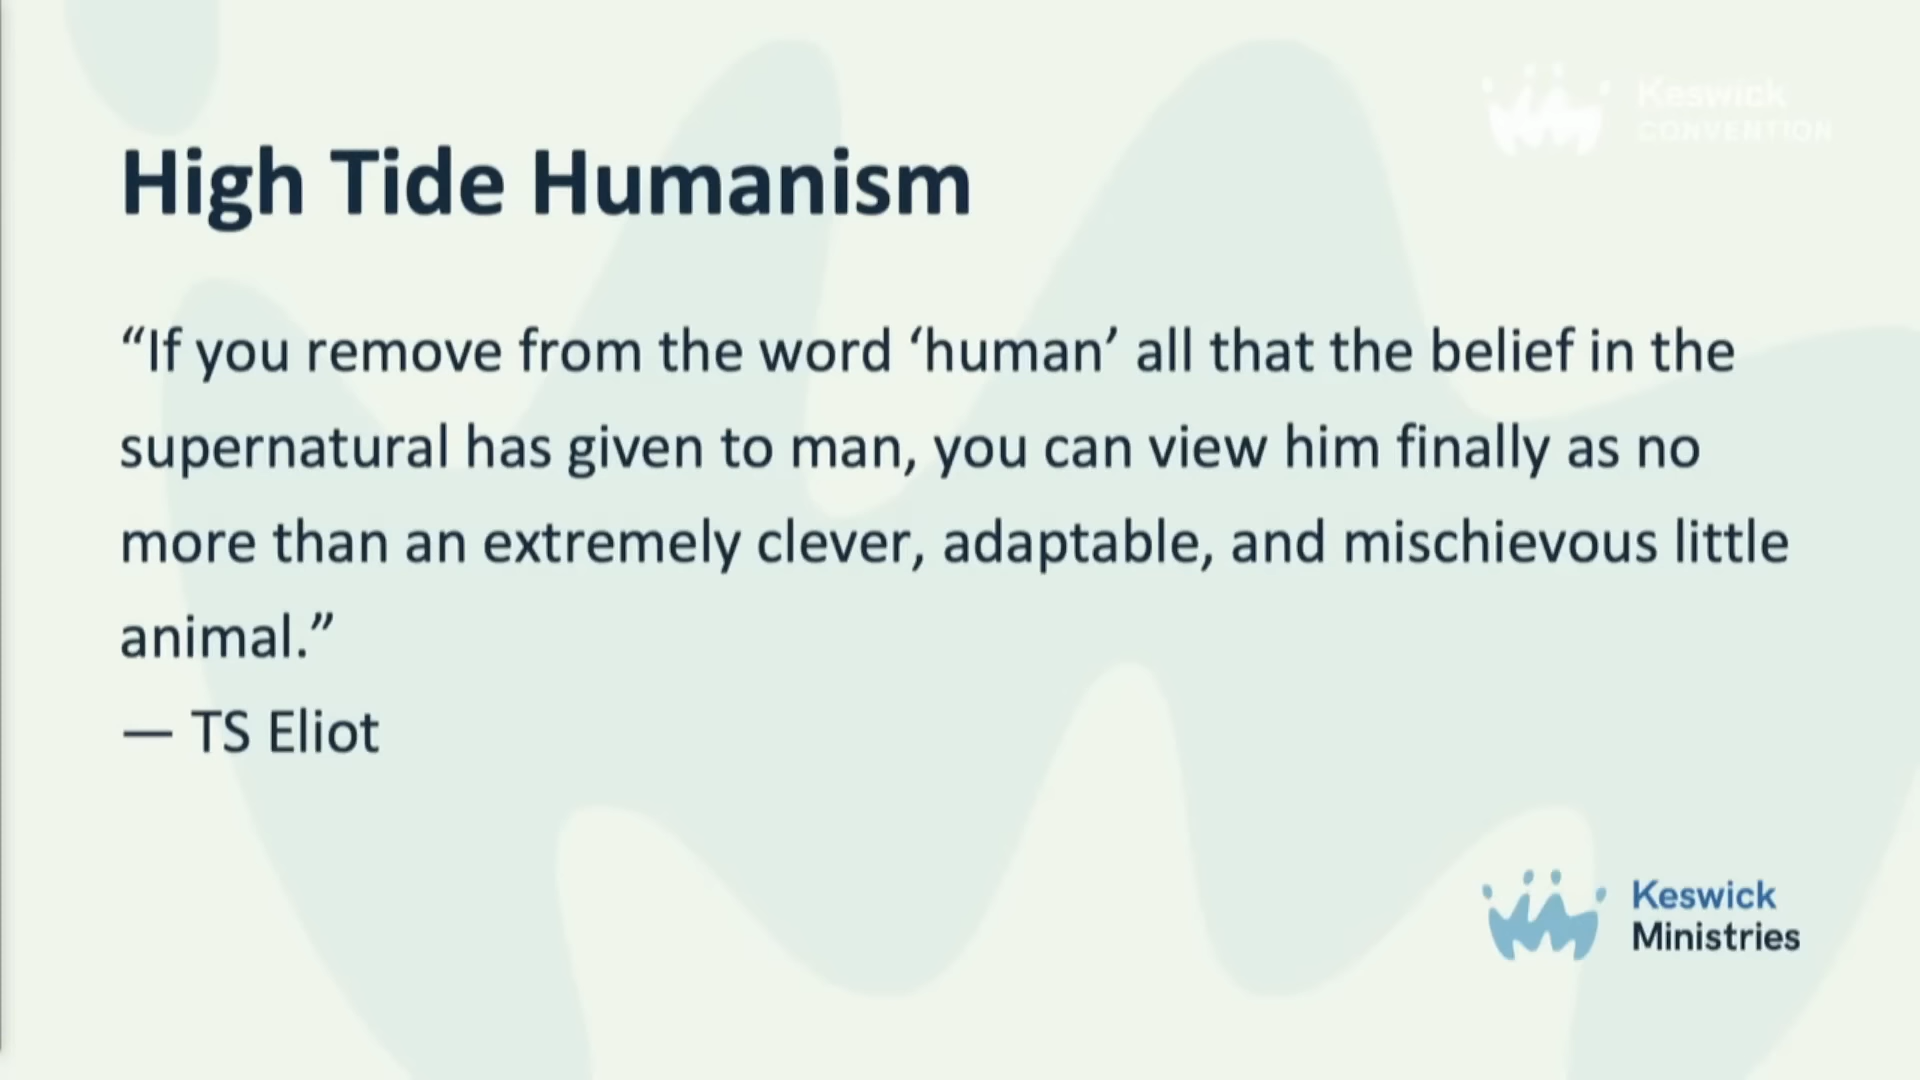 Keswick
CONVENTION
High Tide Humanism
“If you remove from the word ‘human’ all that the belief in the
supernatural has given to man, you can view him finally as no
more than an extremely clever, adaptable, and mischievous little
animal.”
— TS Eliot
Keswick
Ministries